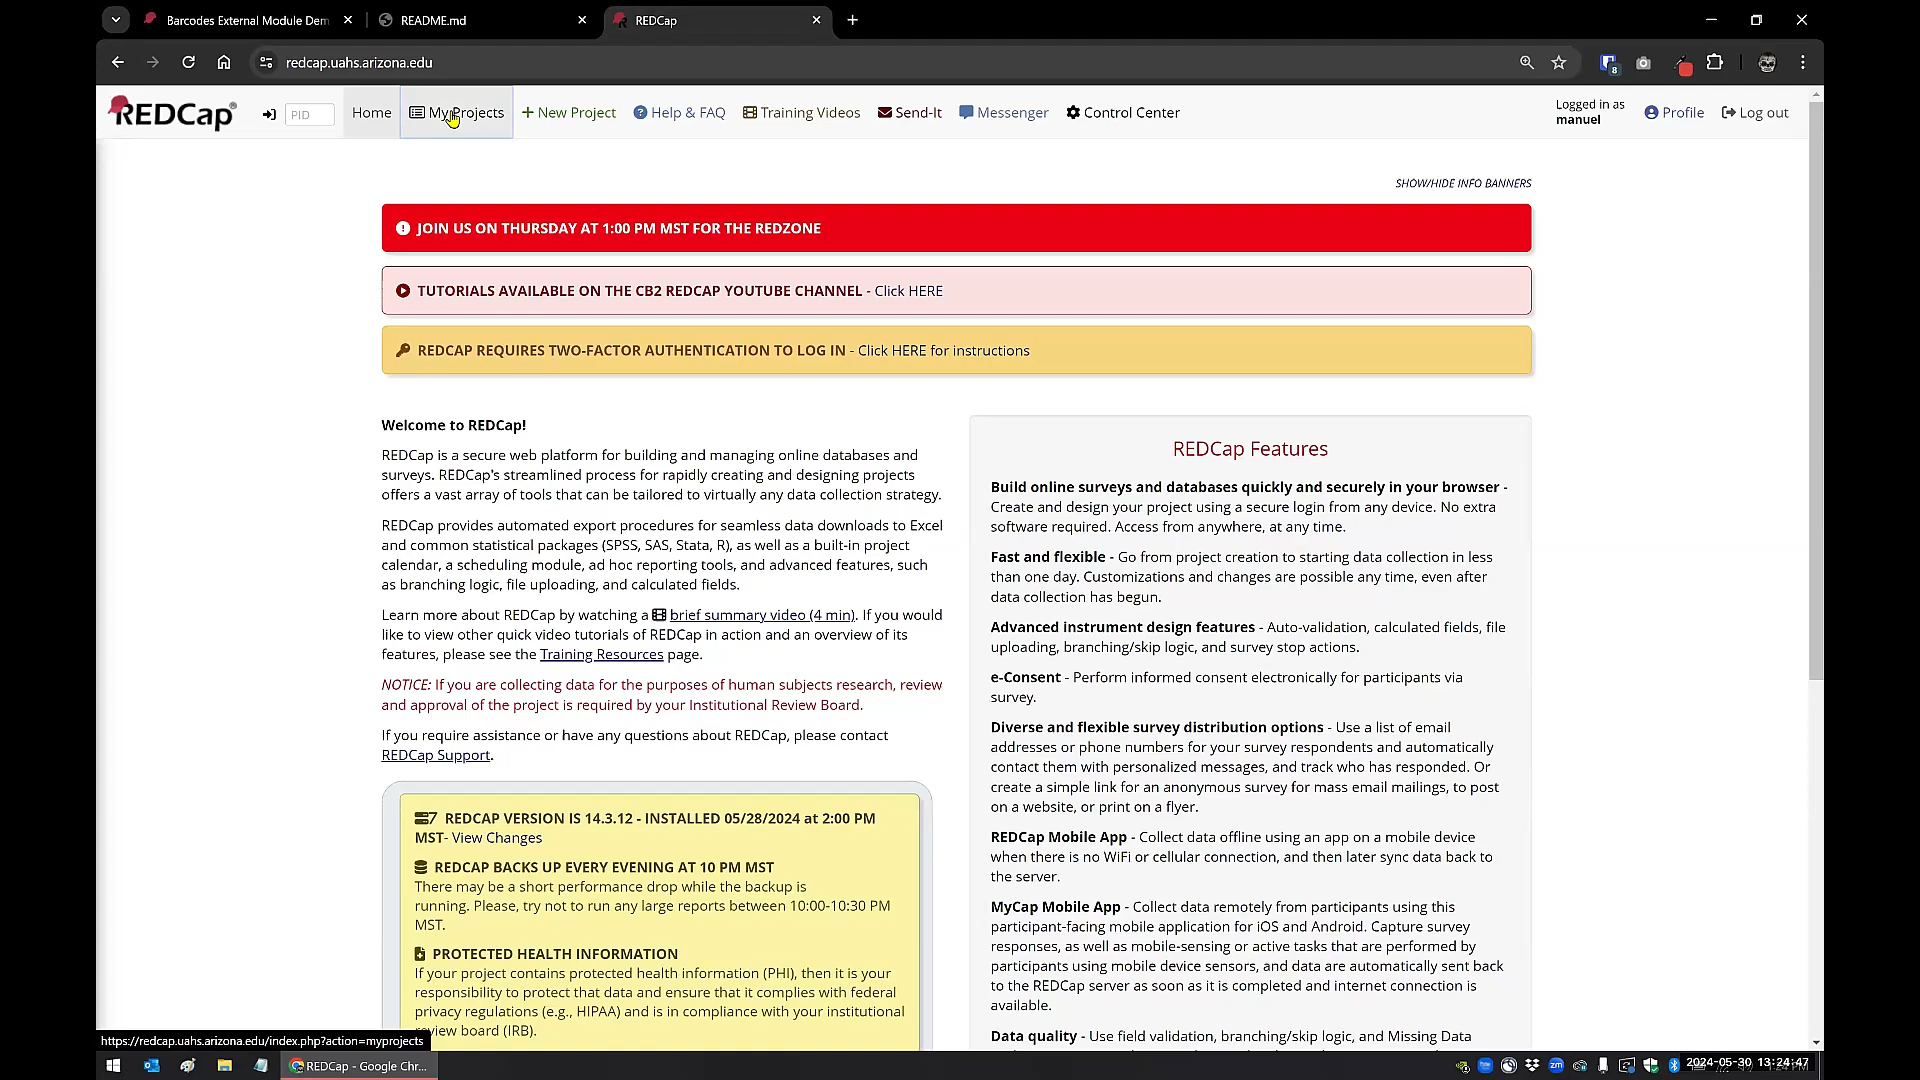 Barcodes External Module Dem
README.md
REDCap
redcap.uahs.arizona.edu
8
REDCap®
PID
Home
My Projects
New Project
Help & FAQ
Training Videos
Send-It
Messenger
Control Center
Logged in as
manuel
Profile
Log out
SHOW/HIDE INFO BANNERS
JOIN US ON THURSDAY AT 1:00 PM MST FOR THE REDZONE
TUTORIALS AVAILABLE ON THE CB2 REDCAP YOUTUBE CHANNEL - Click HERE
REDCAP REQUIRES TWO-FACTOR AUTHENTICATION TO LOG IN - Click HERE for instructions
Welcome to REDCap!
REDCap is a secure web platform for building and managing online databases and
surveys. REDCap's streamlined process for rapidly creating and designing projects
offers a vast array of tools that can be tailored to virtually any data collection strategy.
REDCap provides automated export procedures for seamless data downloads to Excel
and common statistical packages (SPSS, SAS, Stata, R), as well as a built-in project
calendar, a scheduling module, ad hoc reporting tools, and advanced features, such
as branching logic, file uploading, and calculated fields.
Learn more about REDCap by watching a brief summary video (4 min). If you would
like to view other quick video tutorials of REDCap in action and an overview of its
features, please see the Training Resources page.
NOTICE: If you are collecting data for the purposes of human subjects research, review
and approval of the project is required by your Institutional Review Board.
If you require assistance or have any questions about REDCap, please contact
REDCap Support.
REDCAP VERSION IS 14.3.12 - INSTALLED 05/28/2024 at 2:00 PM
MST- View Changes
REDCAP BACKS UP EVERY EVENING AT 10 PM MST
There may be a short performance drop while the backup is
running. Please, try not to run any large reports between 10:00-10:30 PM
MST.
PROTECTED HEALTH INFORMATION
If your project contains protected health information (PHI), then it is your
responsibility to protect that data and ensure that it complies with federal
privacy regulations (e.g., HIPAA) and is in compliance with your institutional
review board (IRB).
REDCap Features
Build online surveys and databases quickly and securely in your browser -
Create and design your project using a secure login from any device. No extra
software required. Access from anywhere, at any time.
Fast and flexible - Go from project creation to starting data collection in less
than one day. Customizations and changes are possible any time, even after
data collection has begun.
Advanced instrument design features - Auto-validation, calculated fields, file
uploading, branching/skip logic, and survey stop actions.
e-Consent - Perform informed consent electronically for participants via
survey.
Diverse and flexible survey distribution options - Use a list of email
addresses or phone numbers for your survey respondents and automatically
contact them with personalized messages, and track who has responded. Or
create a simple link for an anonymous survey for mass email mailings, to post
on a website, or print on a flyer.
REDCap Mobile App - Collect data offline using an app on a mobile device
when there is no WiFi or cellular connection, and then later sync data back to
the server.
MyCap Mobile App - Collect data remotely from participants using this
participant-facing mobile application for iOS and Android. Capture survey
responses, as well as mobile-sensing or active tasks that are performed by
participants using mobile device sensors, and data are automatically sent back
to the REDCap server as soon as it is completed and internet connection is
available.
Data quality - Use field validation, branching/skip logic, and Missing Data
https://redcap.uahs.arizona.edu/index.php?action=myprojects
REDCap - Google Chr...
zm
2024-05-30 13:24:47